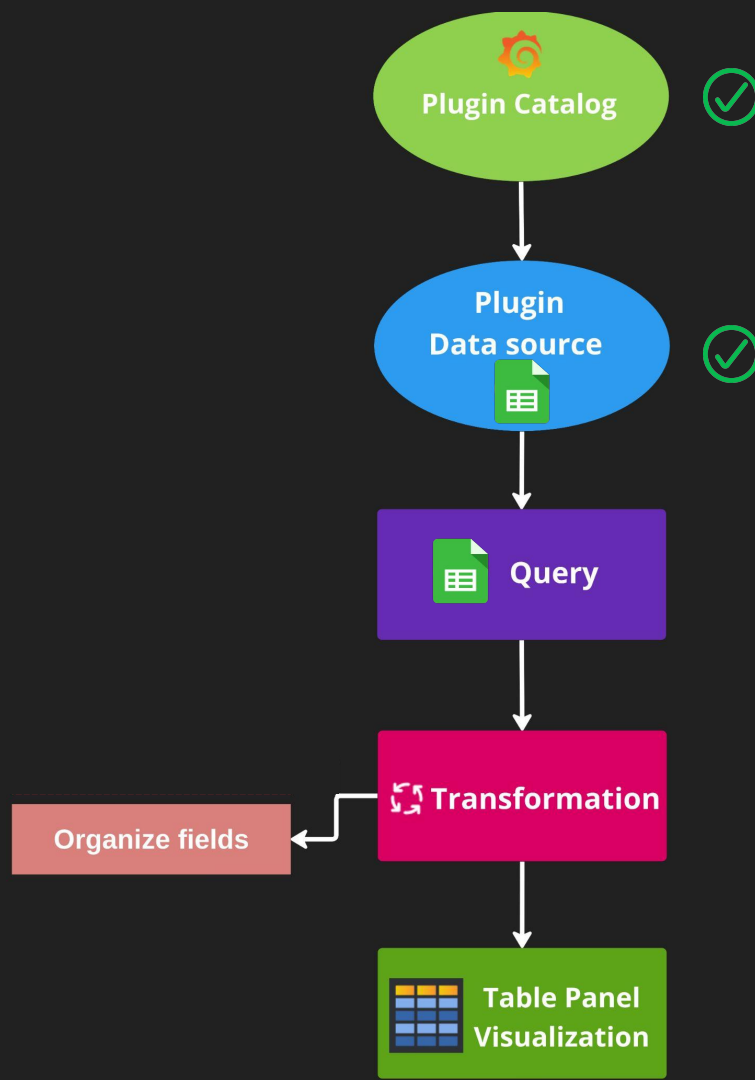 Plugin Catalog
Plugin
Data source
Query
Transformation
Organize fields
Table Panel
Visualization